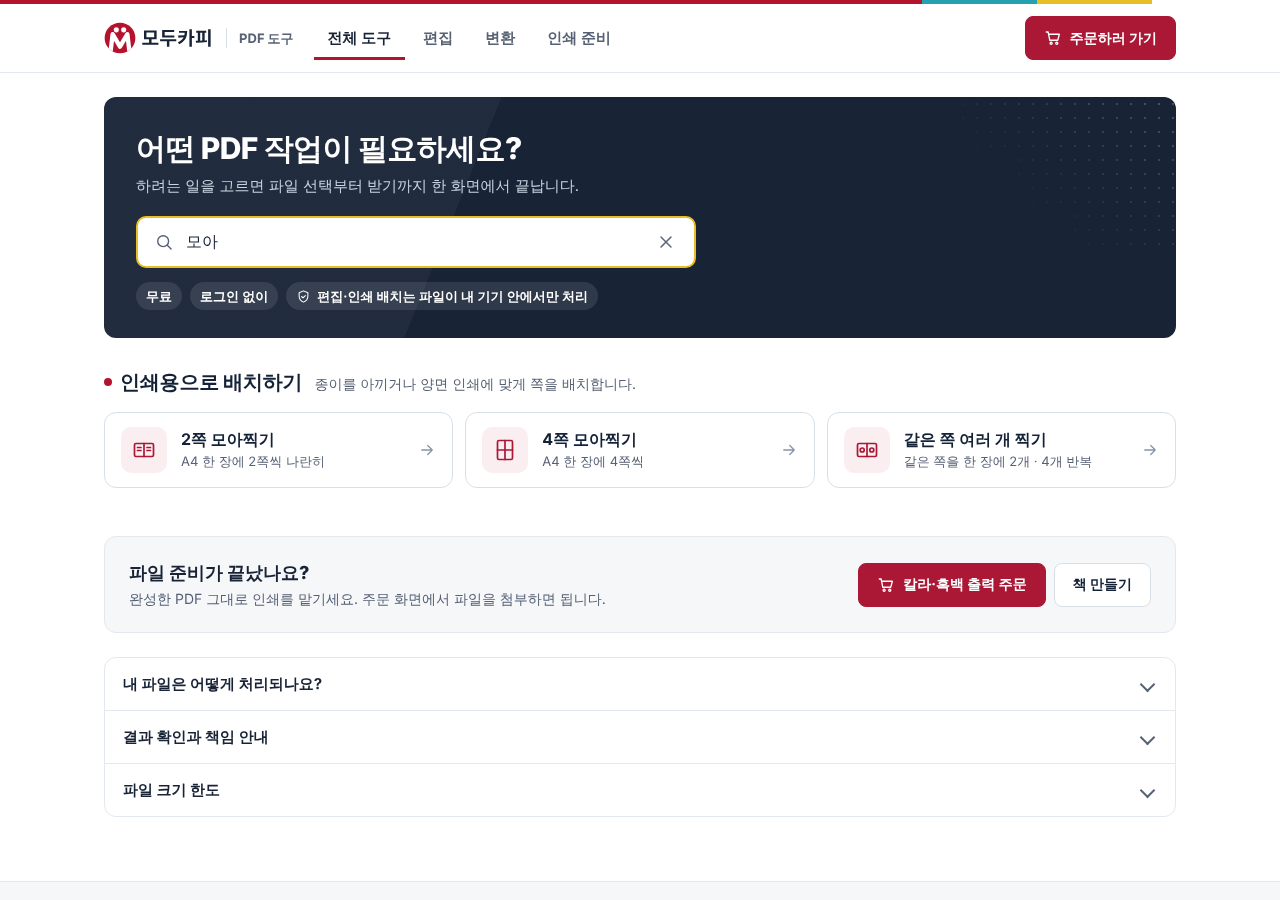 모두카피
PDF 도구
전체 도구
편집
변환
인쇄 준비
주문하러 가기
어떤 PDF 작업이 필요하세요?
하려는 일을 고르면 파일 선택부터 받기까지 한 화면에서 끝납니다.
모아
무료
로그인 없이
편집·인쇄 배치는 파일이 내 기기 안에서만 처리
인쇄용으로 배치하기
종이를 아끼거나 양면 인쇄에 맞게 쪽을 배치합니다.
2쪽 모아찍기
A4 한 장에 2쪽씩 나란히
4쪽 모아찍기
A4 한 장에 4쪽씩
같은 쪽 여러 개 찍기
같은 쪽을 한 장에 2개 · 4개 반복
파일 준비가 끝났나요?
완성한 PDF 그대로 인쇄를 맡기세요. 주문 화면에서 파일을 첨부하면 됩니다.
칼라·흑백 출력 주문
책 만들기
내 파일은 어떻게 처리되나요?
결과 확인과 책임 안내
파일 크기 한도